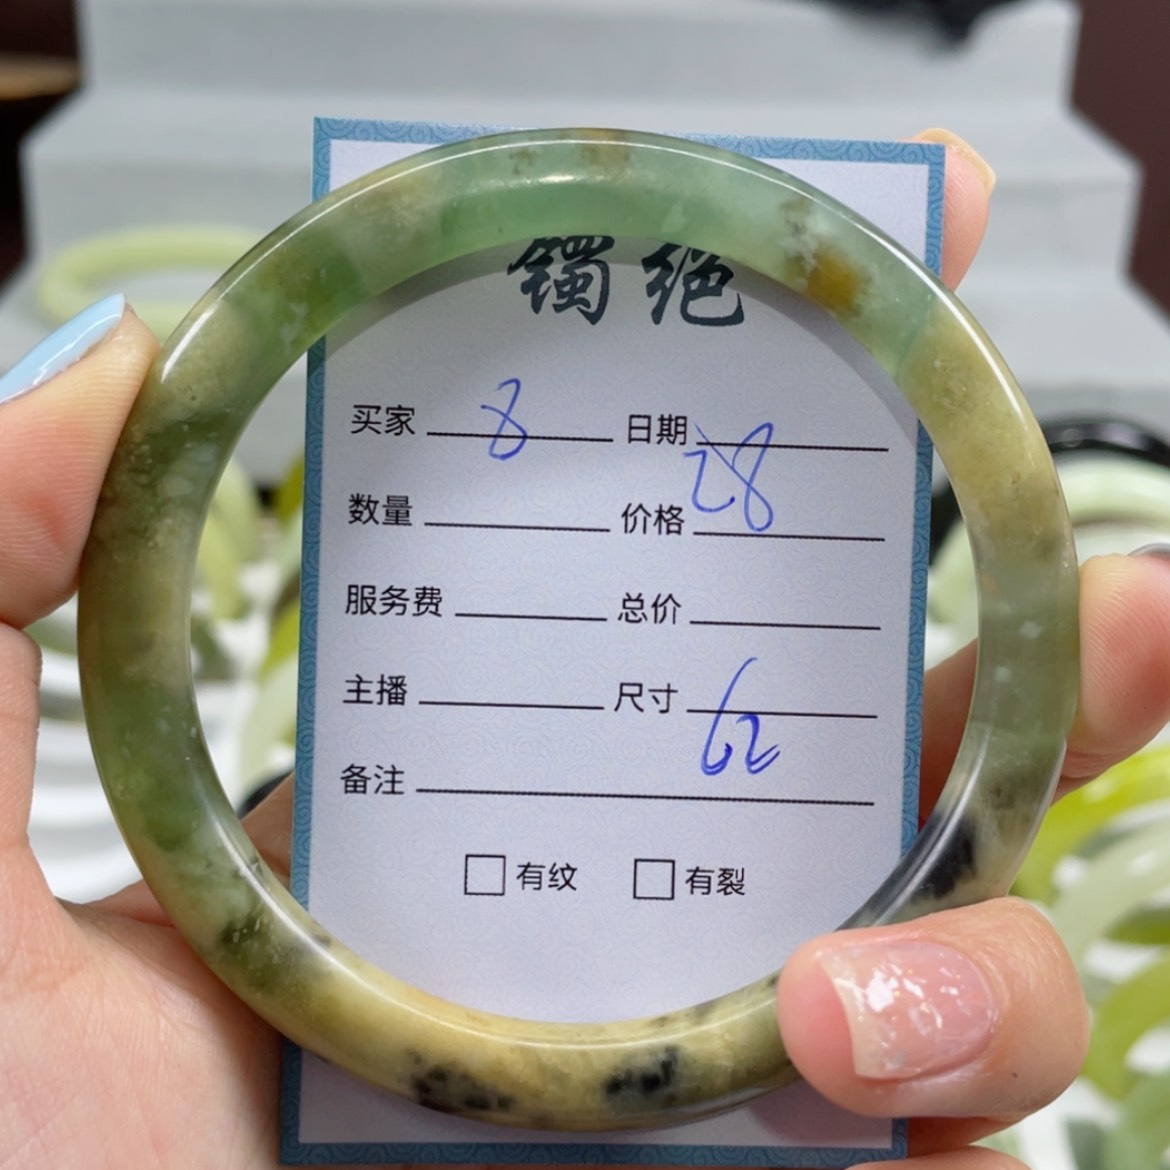 镯绝
买家 8 日期
数量 价格 28
服务费 总价
主播 尺寸 62
备注
有纹 有裂